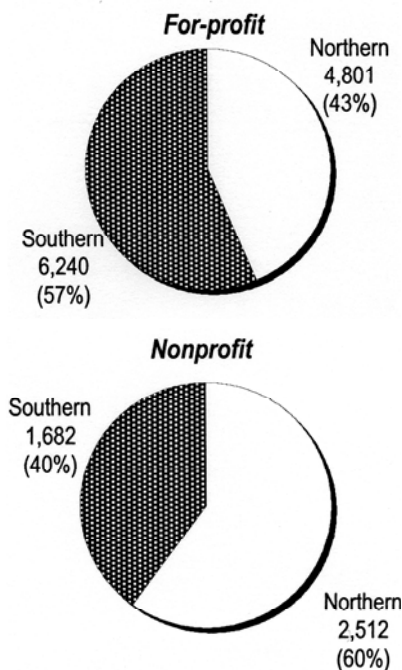 For-profit
Northern
4,801
(43%)
Southern
6,240
(57%)
Nonprofit
Southern
1,682
(40%)
Northern
2,512
(60%)